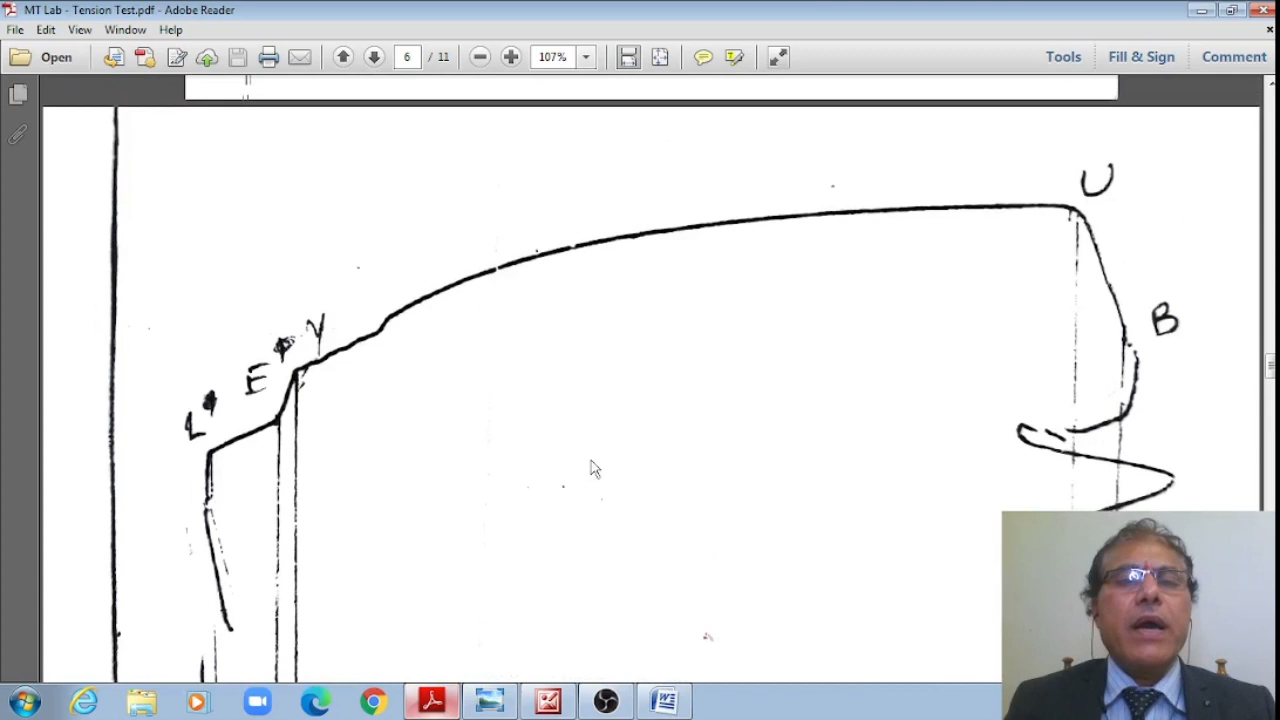 MT Lab - Tension Test.pdf - Adobe Reader
File Edit View Window Help
Open 6 / 11 107% Tools Fill & Sign Comment
U
B
Y
E
L